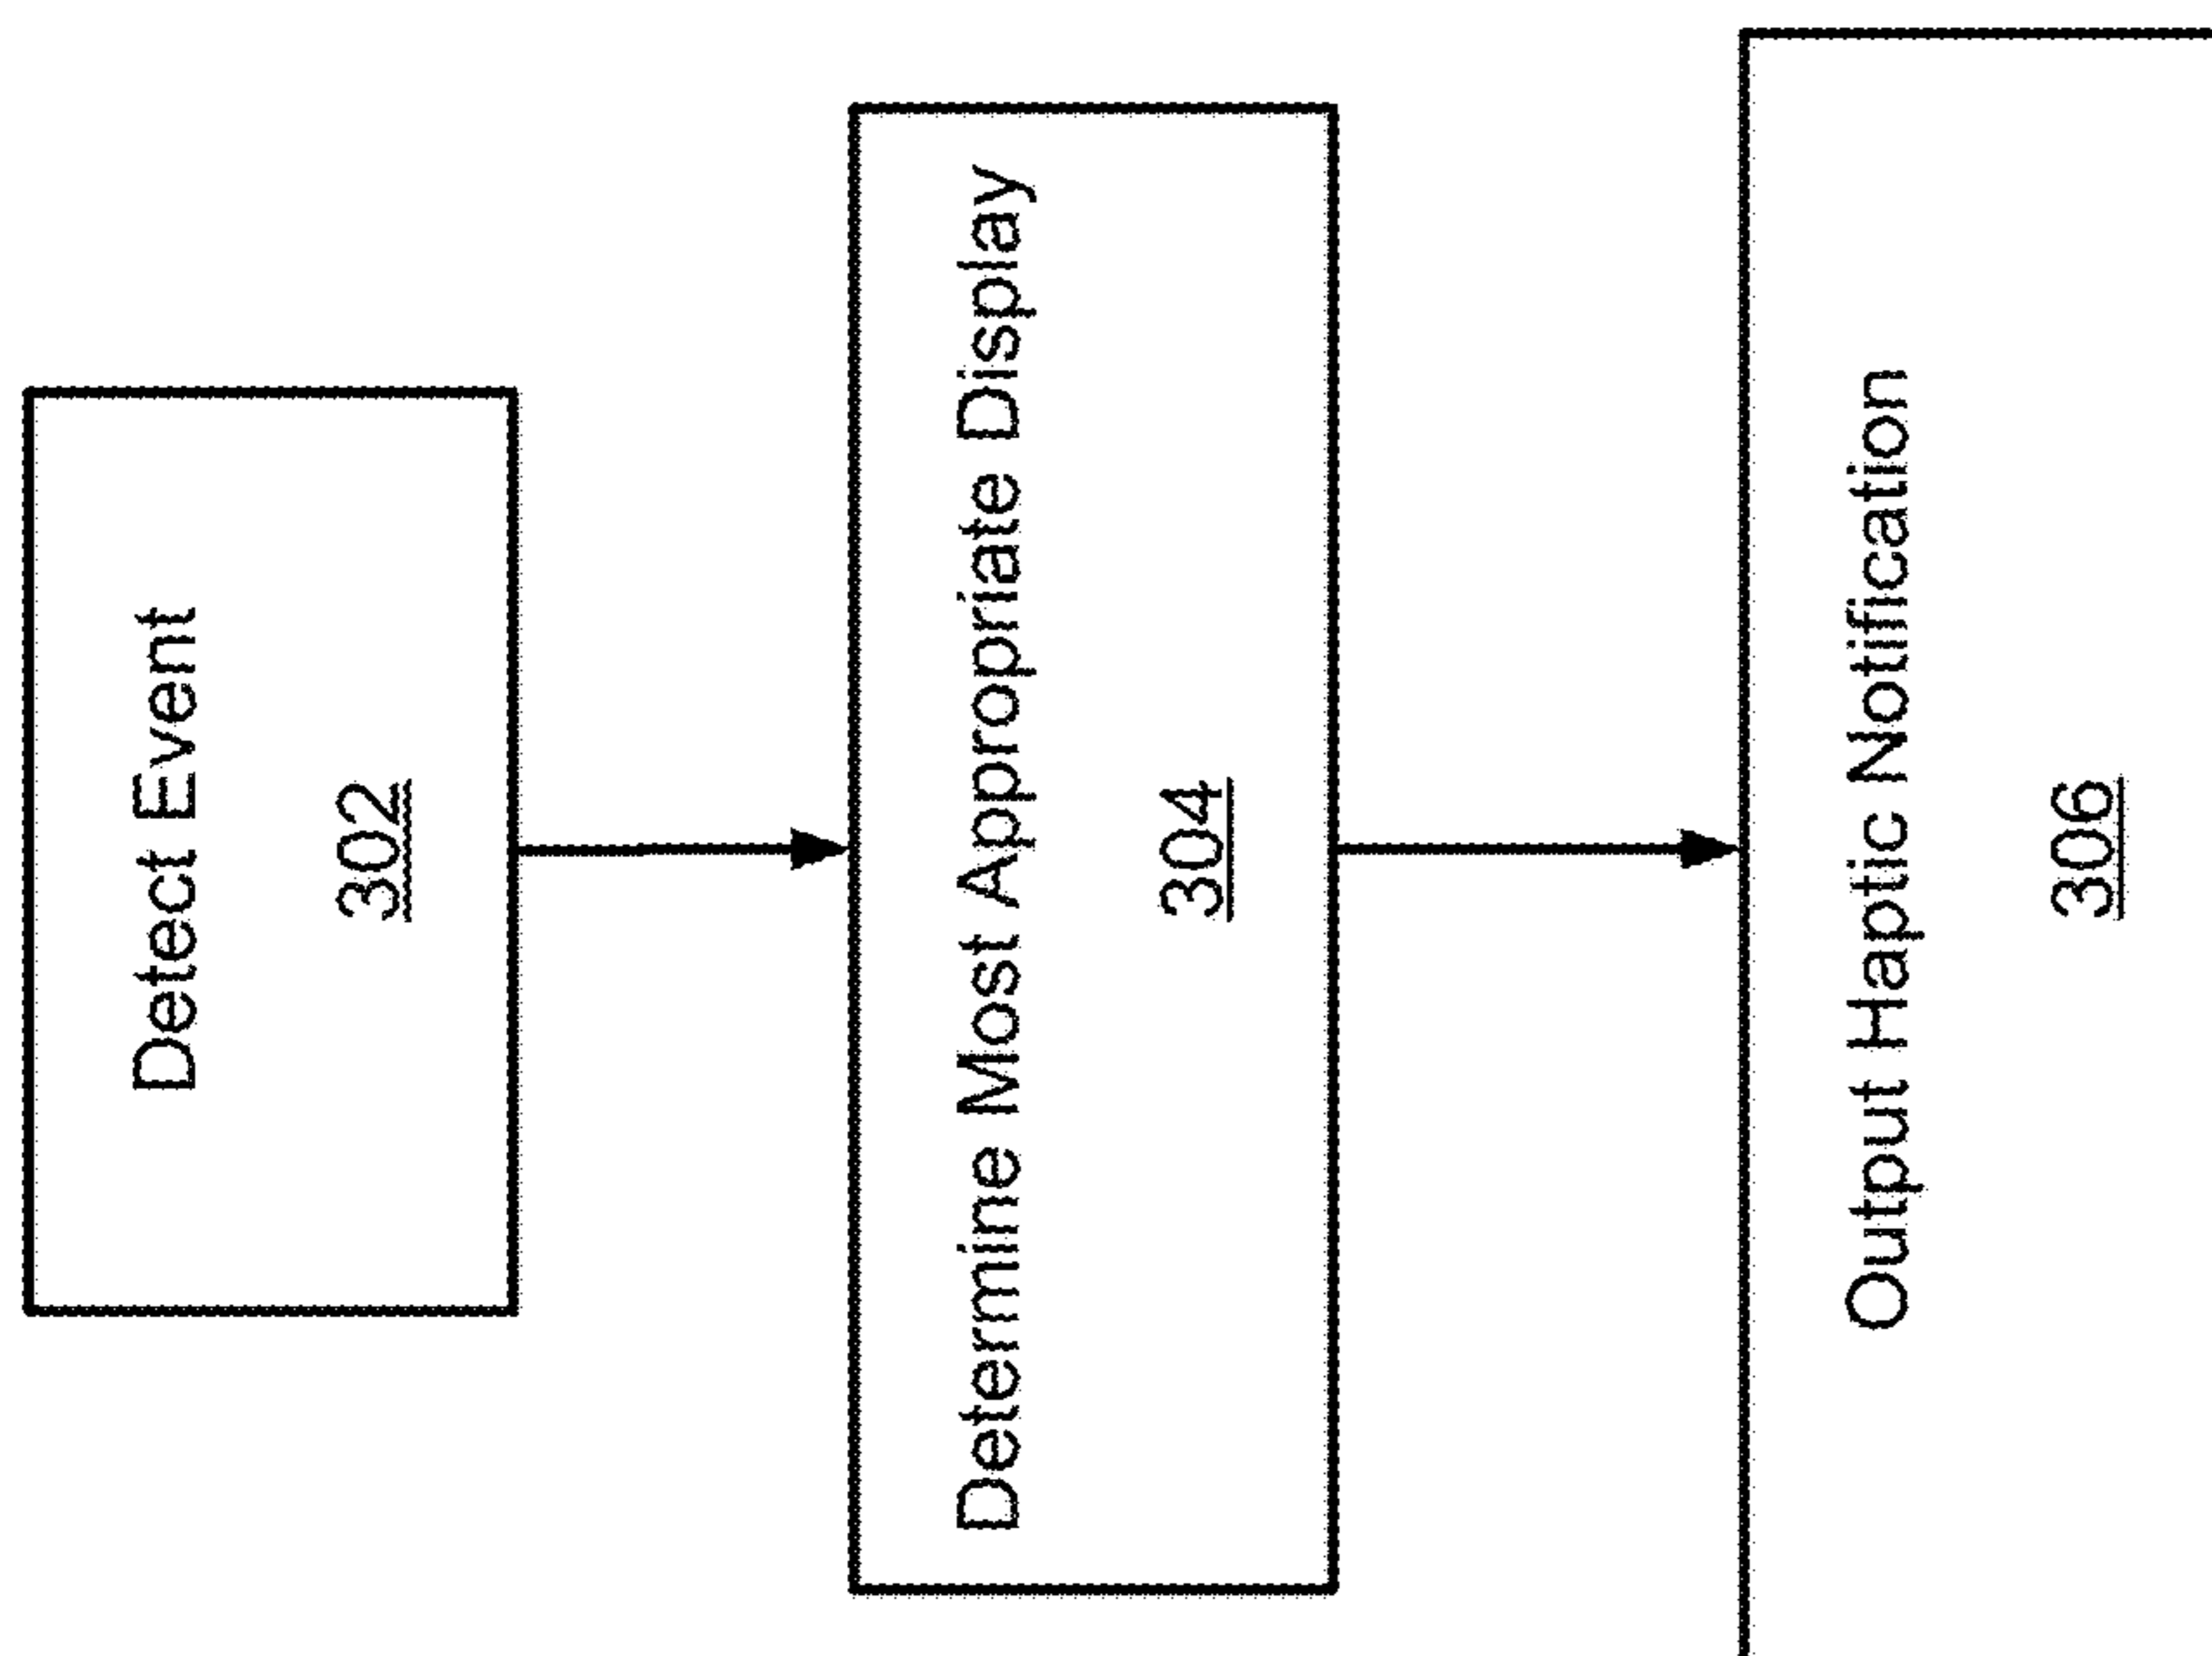 Detect Event
302
Determine Most Appropriate Display
304
Output Haptic Notification
306